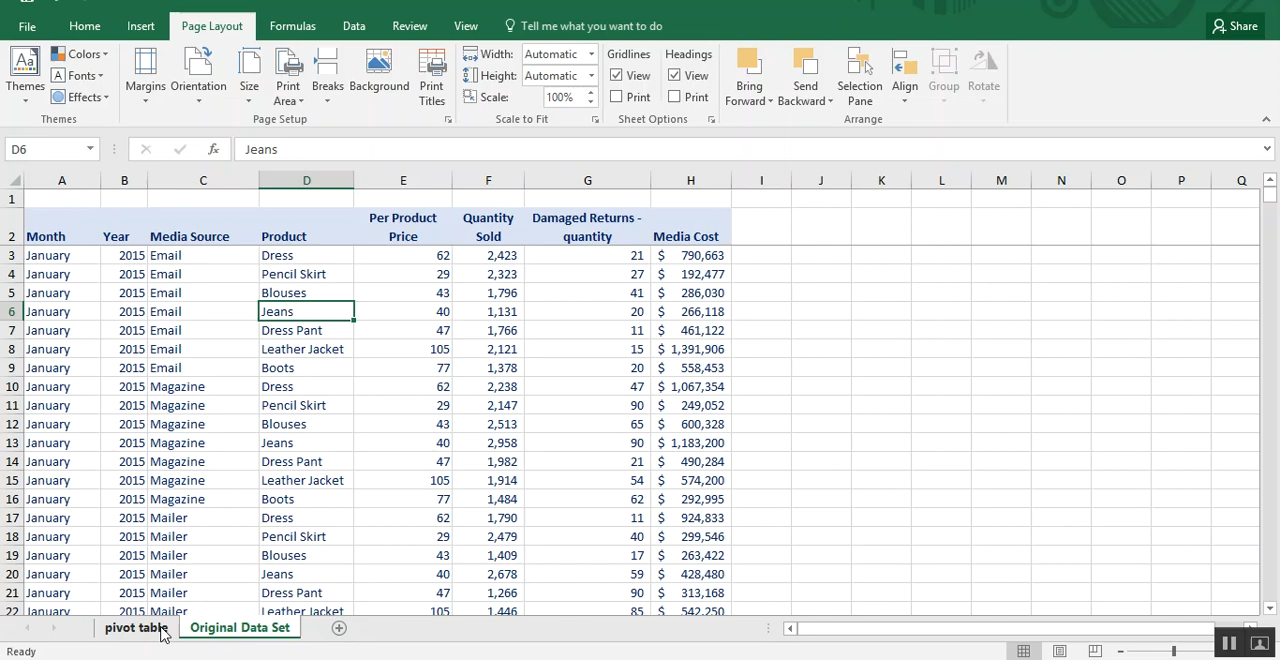 File Home Insert Page Layout Formulas Data Review View Tell me what you want to do Share
Themes Colors Fonts Effects Margins Orientation Size Print Area Breaks Background Print Titles Width: Automatic Height: Automatic Scale: 100% Gridlines View Print Headings View Print Bring Forward Send Backward Selection Pane Align Group Rotate
Themes Page Setup Scale to Fit Sheet Options Arrange
D6 fx Jeans
A B C D E F G H I J K L M N O P Q
1
2 Month Year Media Source Product Per Product Price Quantity Sold Damaged Returns - quantity Media Cost
3 January 2015 Email Dress 62 2,423 21 $ 790,663
4 January 2015 Email Pencil Skirt 29 2,323 27 $ 192,477
5 January 2015 Email Blouses 43 1,796 41 $ 286,030
6 January 2015 Email Jeans 40 1,131 20 $ 266,118
7 January 2015 Email Dress Pant 47 1,766 11 $ 461,122
8 January 2015 Email Leather Jacket 105 2,121 15 $ 1,391,906
9 January 2015 Email Boots 77 1,378 20 $ 558,453
10 January 2015 Magazine Dress 62 2,238 47 $ 1,067,354
11 January 2015 Magazine Pencil Skirt 29 2,147 90 $ 249,052
12 January 2015 Magazine Blouses 43 2,513 65 $ 600,328
13 January 2015 Magazine Jeans 40 2,958 90 $ 1,183,200
14 January 2015 Magazine Dress Pant 47 1,982 21 $ 490,284
15 January 2015 Magazine Leather Jacket 105 1,914 54 $ 574,200
16 January 2015 Magazine Boots 77 1,484 62 $ 292,995
17 January 2015 Mailer Dress 62 1,790 11 $ 924,833
18 January 2015 Mailer Pencil Skirt 29 2,479 40 $ 299,546
19 January 2015 Mailer Blouses 43 1,409 17 $ 263,422
20 January 2015 Mailer Jeans 40 2,678 59 $ 428,480
21 January 2015 Mailer Dress Pant 47 1,266 90 $ 313,168
22 January 2015 Mailer Leather Jacket 105 1,446 85 $ 542,250
pivot table Original Data Set
Ready